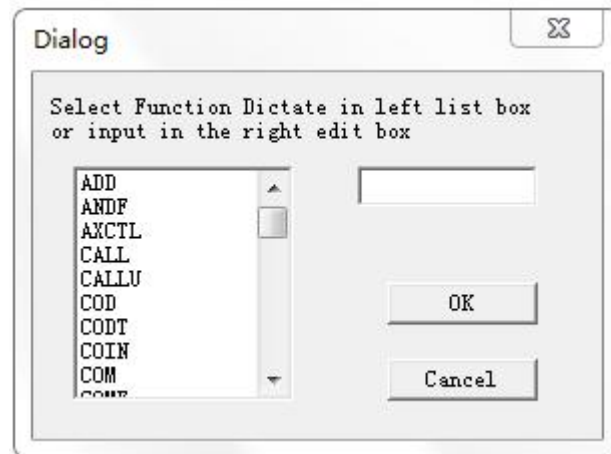 Dialog
Select Function Dictate in left list box
or input in the right edit box
ADD
ANDF
AXCTL
CALL
CALLU
COD
CODT
COIN
COM
OK
Cancel